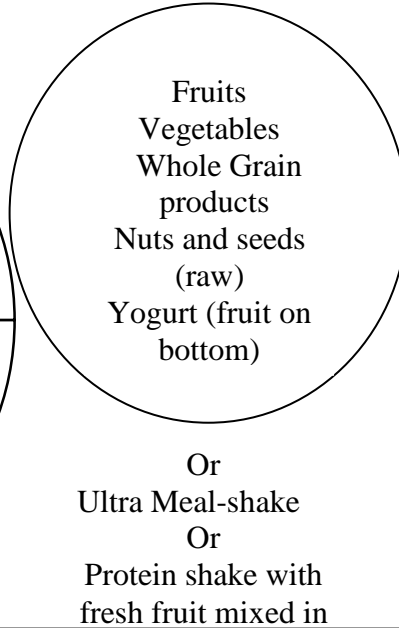 Fruits
Vegetables
Whole Grain
products
Nuts and seeds
(raw)
Yogurt (fruit on
bottom)
Or
Ultra Meal-shake
Or
Protein shake with
fresh fruit mixed in